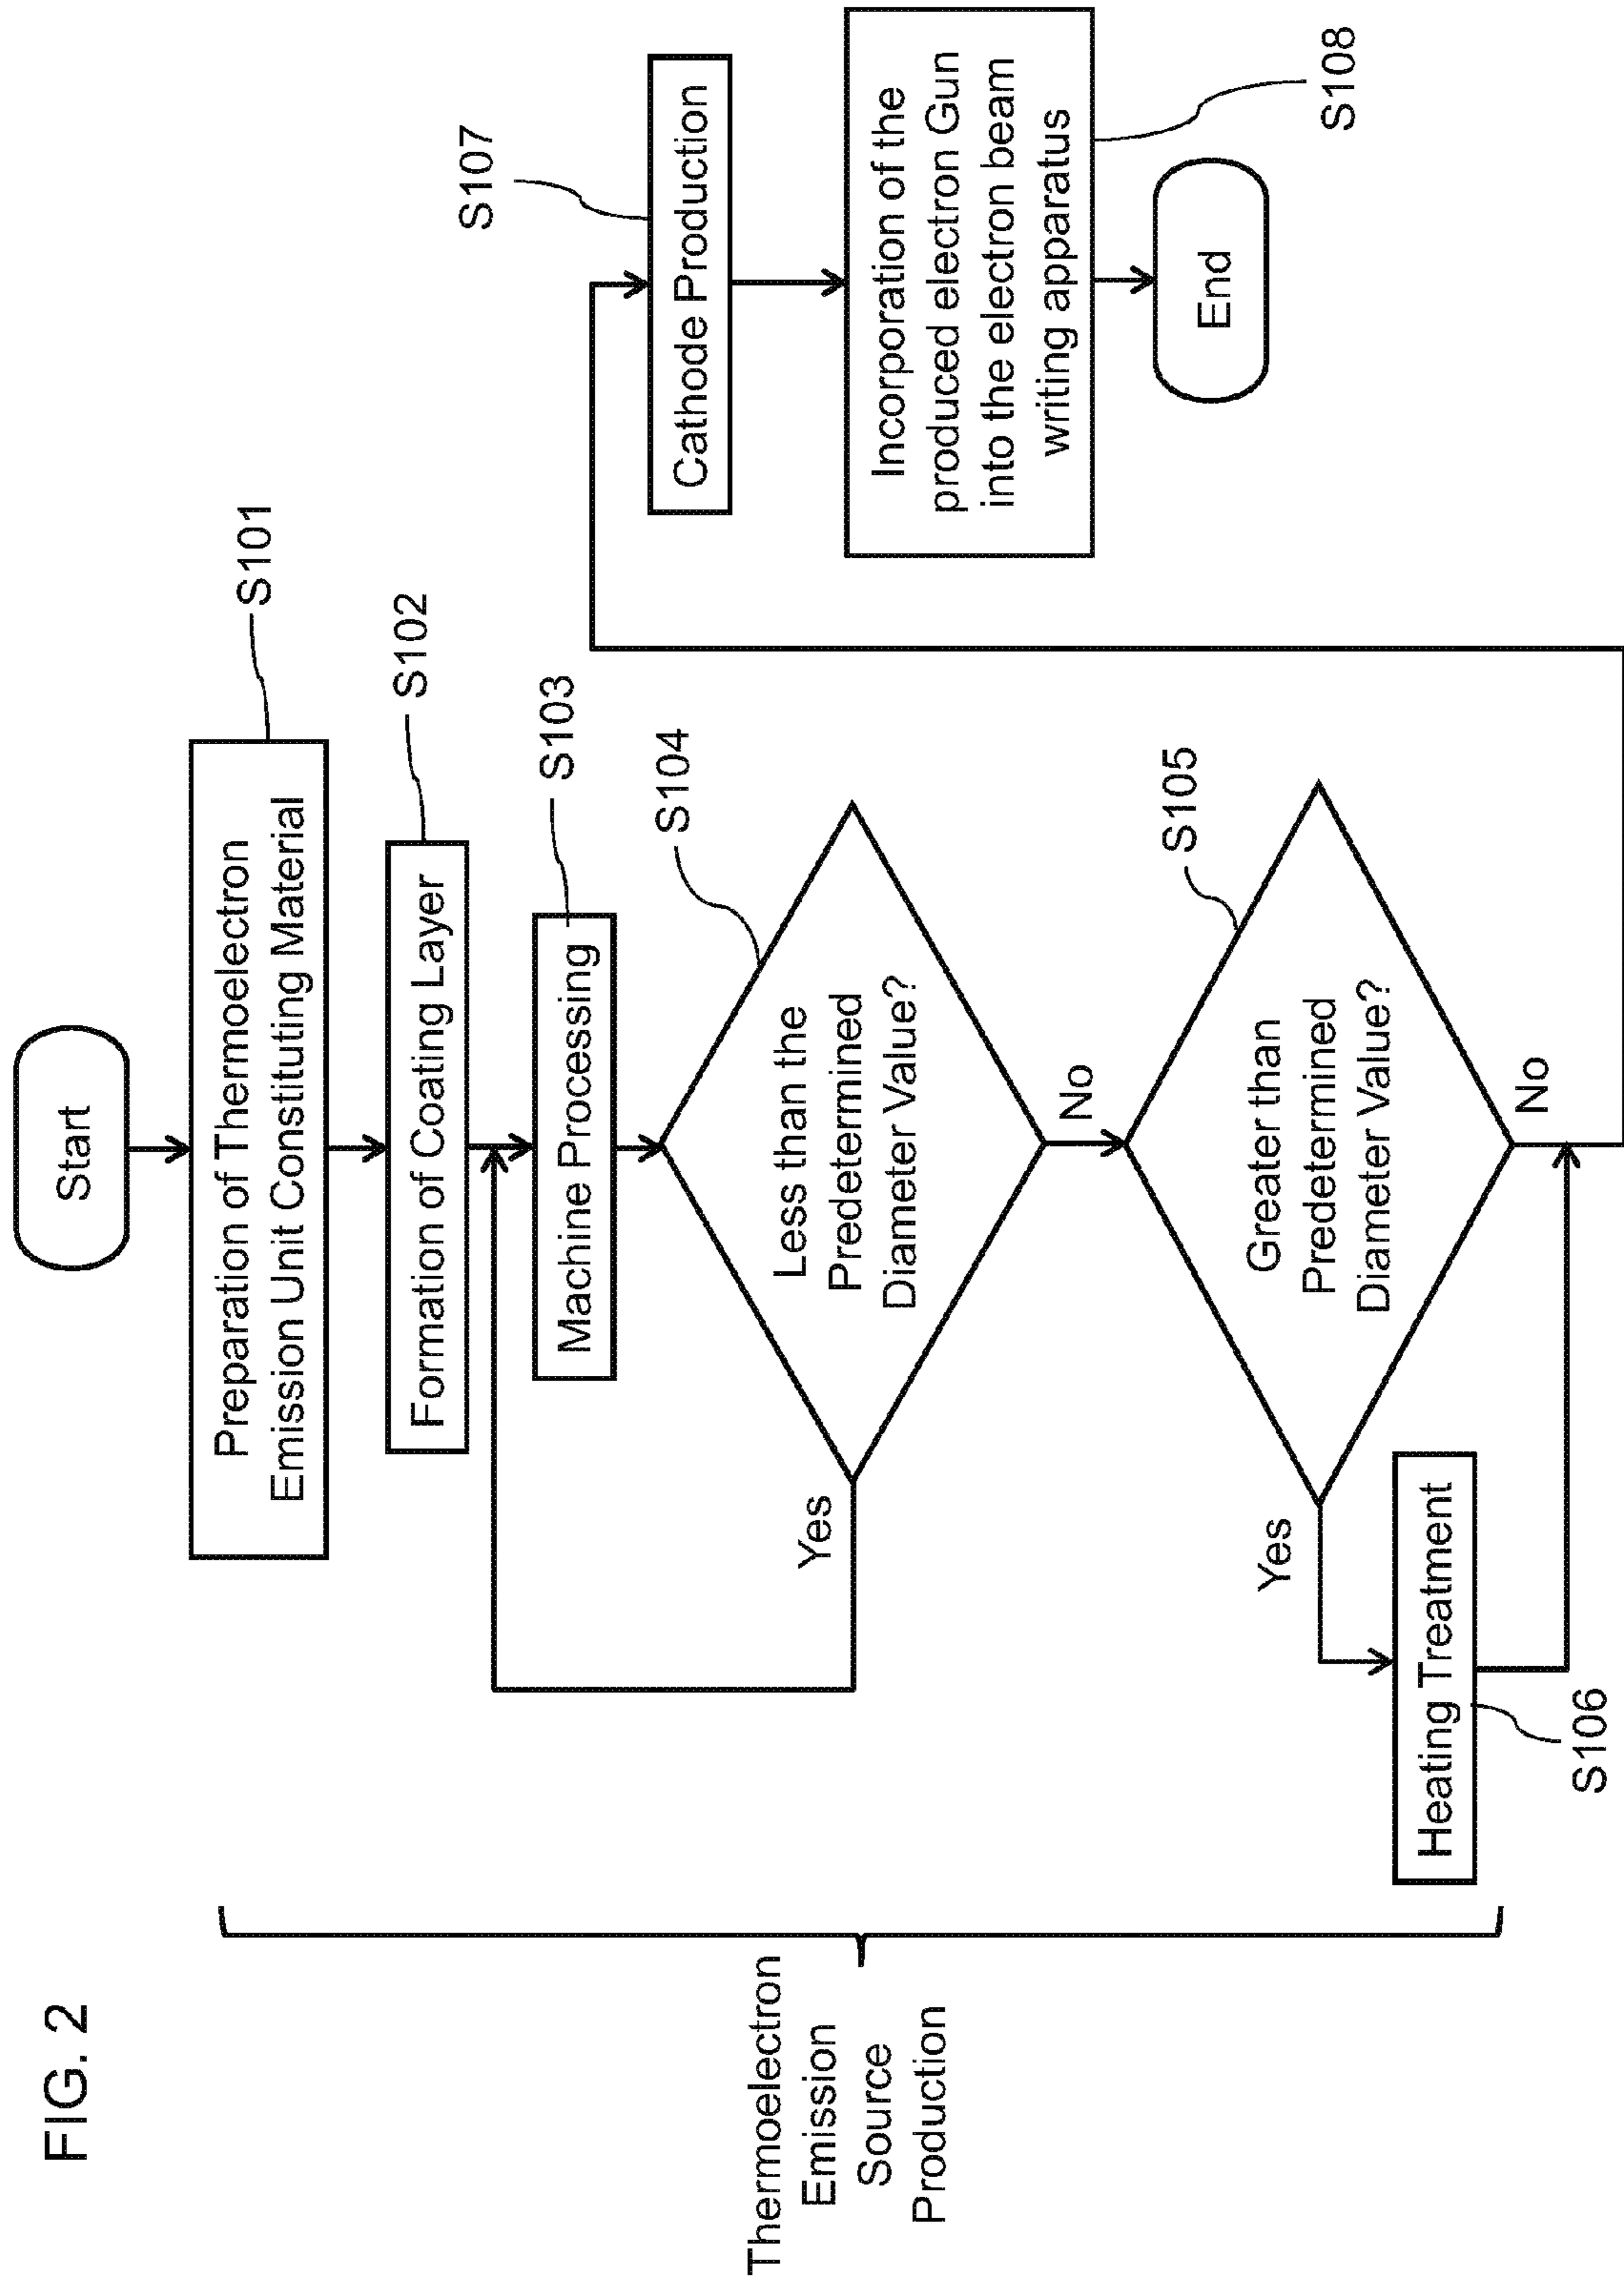 FIG. 2
Start
Preparation of Thermoelectron
Emission Unit Constituting Material
S101
Formation of Coating Layer
S102
Machine Processing
S103
Less than the
Predetermined
Diameter Value?
S104
Yes
No
Greater than
Predetermined
Diameter Value?
S105
Yes
No
Heating Treatment
S106
Thermoelectron
Emission
Source
Production
S107
Cathode Production
Incorporation of the
produced electron Gun
into the electron beam
writing apparatus
S108
End